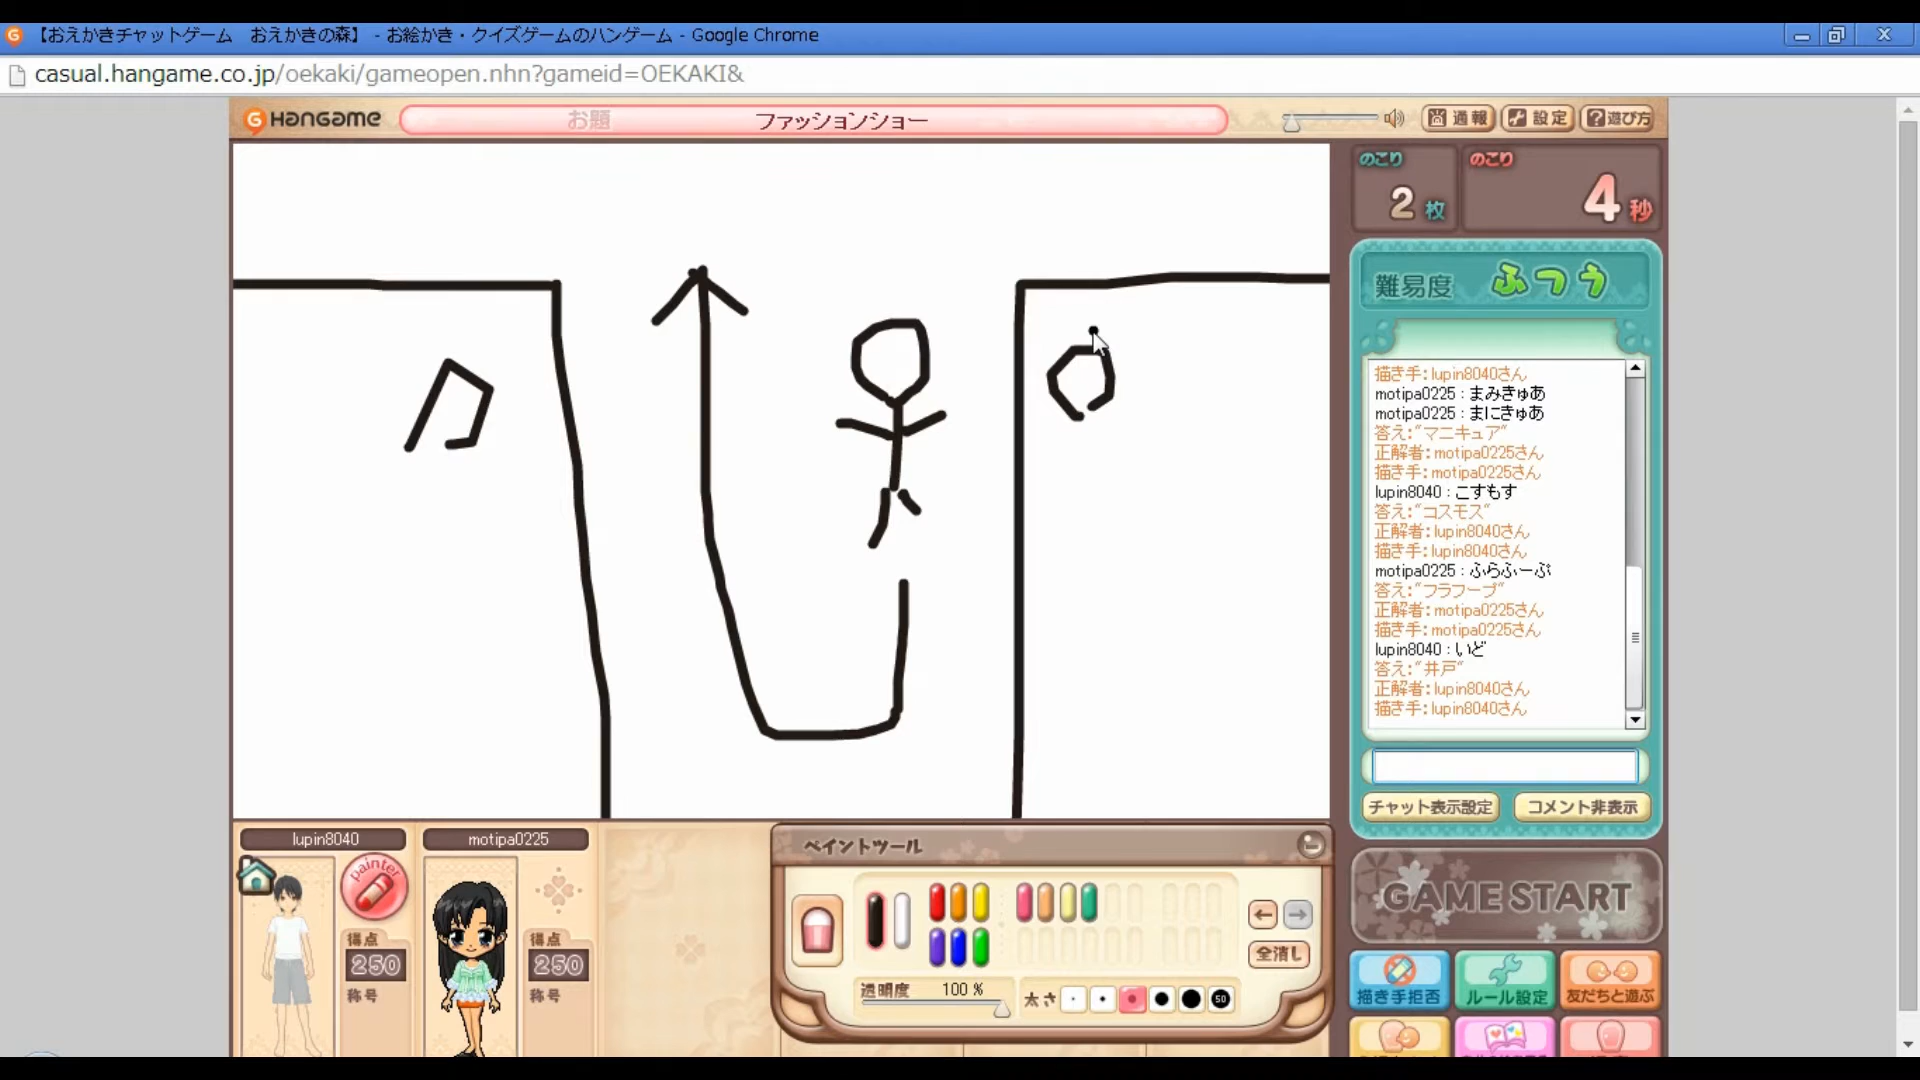 【おえかきチャットゲーム　おえかきの森】 - お絵かき・クイズゲームのハンゲーム - Google Chrome
casual.hangame.co.jp/oekaki/gameopen.nhn?gameid=OEKAKI&
Hangame
お題
ファッションショー
通報
設定
遊び方
のこり
2枚
のこり
4秒
難易度 ふつう
描き手:lupin8040さん
motipa0225:まみきゅあ
motipa0225:まにきゅあ
答え:"マニキュア"
正解者:motipa0225さん
描き手:motipa0225さん
lupin8040:こすもす
答え:"コスモス"
正解者:lupin8040さん
描き手:lupin8040さん
motipa0225:ふらふーぷ
答え:"フラフープ"
正解者:motipa0225さん
描き手:motipa0225さん
lupin8040:いど
答え:"井戸"
正解者:lupin8040さん
描き手:lupin8040さん
チャット表示設定
コメント非表示
lupin8040
painter
得点
250
称号
motipa0225
得点
250
称号
ペイントツール
全消し
透明度 100 %
太さ
50
GAME START
描き手拒否
ルール設定
友だちと遊ぶ